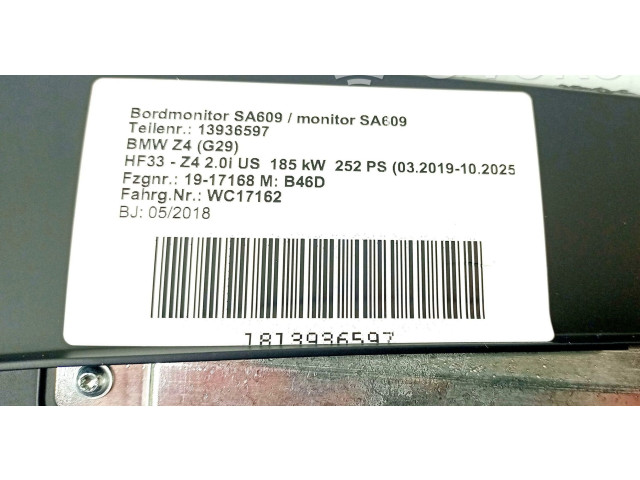 Bordmonitor SA609 / monitor SA609
Teilenr.: 13936597
BMW Z4 (G29)
HF33 - Z4 2.0i US 185 kW 252 PS (03.2019-10.2025
Fzgnr.: 19-17168 M: B46D
Fahrg.Nr.: WC17162
BJ: 05/2018
1813936597